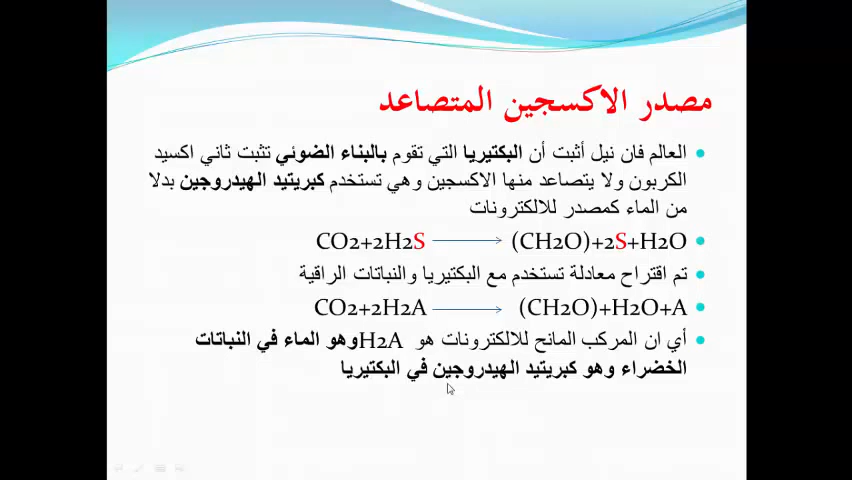 مصدر الاكسجين المتصاعد
العالم فان نيل أثبت أن البكتيريا التي تقوم بالبناء الضوئي تثبت ثاني اكسيد
الكربون ولا يتصاعد منها الاكسجين وهي تستخدم كبريتيد الهيدروجين بدلا
من الماء كمصدر للالكترونات
CO2+2H2S ⟶ (CH2O)+2S+H2O
تم اقتراح معادلة تستخدم مع البكتيريا والنباتات الراقية
CO2+2H2A ⟶ (CH2O)+H2O+A
أي ان المركب المانح للالكترونات هو H2A وهو الماء في النباتات
الخضراء وهو كبريتيد الهيدروجين في البكتيريا